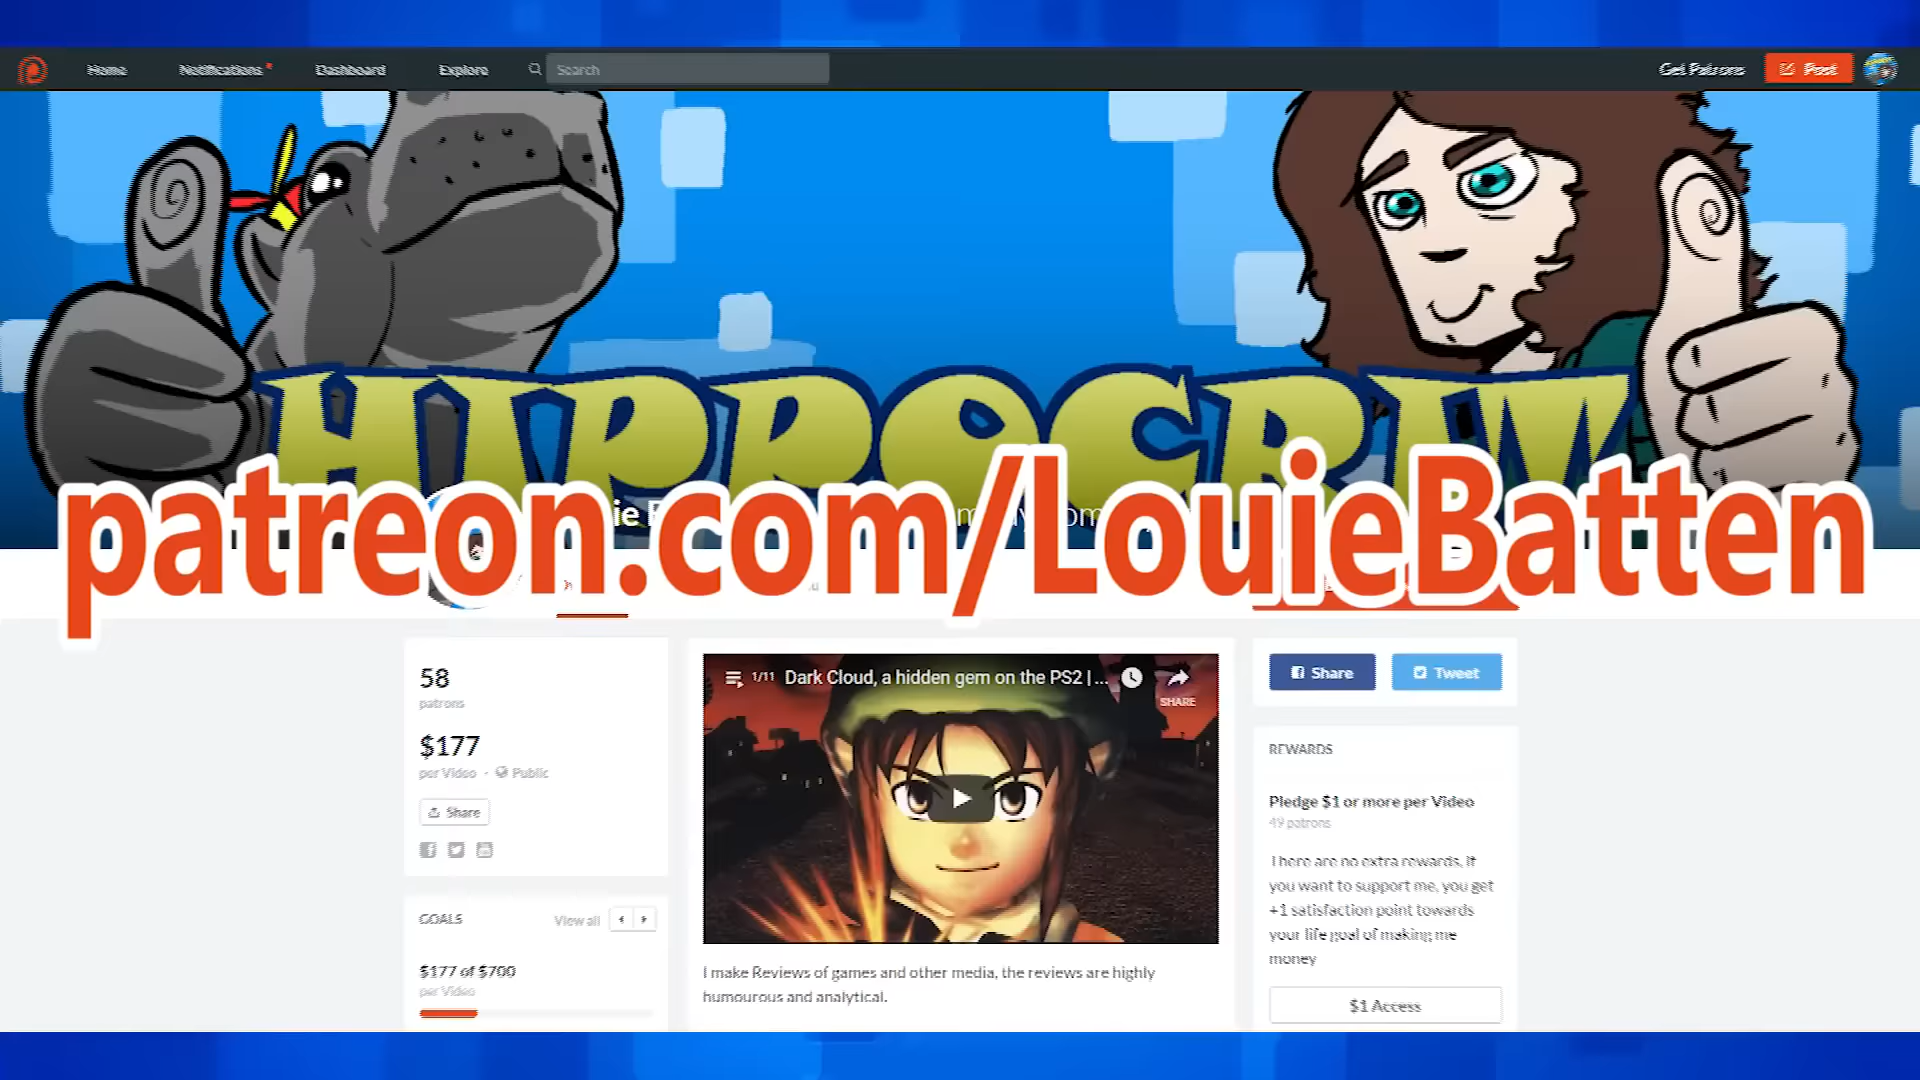 Home Notifications Dashboard Explore Search Get Patrons Post
HIPPOCRIT
patreon.com/LouieBatten
58
patrons
$177
per Video · Public
Share
GOALS View all
$177 of $700
per Video
1/11 Dark Cloud, a hidden gem on the PS2 | ...
SHARE
I make Reviews of games and other media, the reviews are highly
humourous and analytical.
Share Tweet
REWARDS
Pledge $1 or more per Video
49 patrons
There are no extra rewards, if
you want to support me, you get
+1 satisfaction point towards
your life goal of making me
money
$1 Access